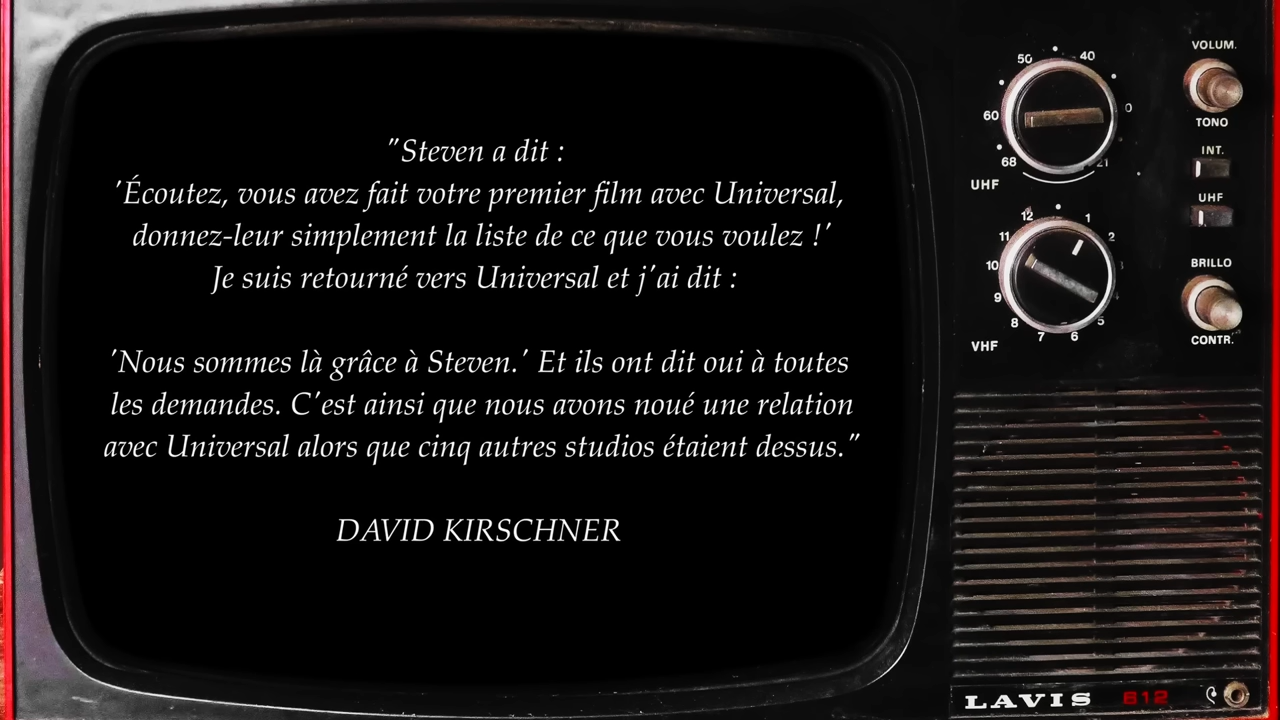 "Steven a dit :
'Écoutez, vous avez fait votre premier film avec Universal,
donnez-leur simplement la liste de ce que vous voulez !'
Je suis retourné vers Universal et j'ai dit :
'Nous sommes là grâce à Steven.' Et ils ont dit oui à toutes
les demandes. C'est ainsi que nous avons noué une relation
avec Universal alors que cinq autres studios étaient dessus."
DAVID KIRSCHNER
50 40
60 0
68 21
UHF
12 1
11 2
10 3
9
8 5
7 6
VHF
VOLUM.
TONO
INT.
UHF
BRILLO
CONTR.
LAVIS 612